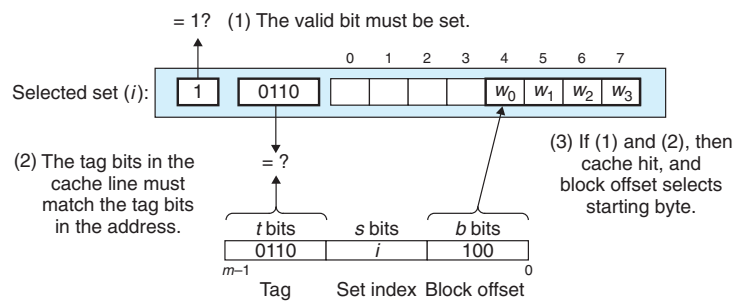 = 1? (1) The valid bit must be set.
0 1 2 3 4 5 6 7
Selected set (i): 1 0110 w0 w1 w2 w3
(2) The tag bits in the
cache line must
match the tag bits
in the address.
= ?
(3) If (1) and (2), then
cache hit, and
block offset selects
starting byte.
t bits s bits b bits
0110 i 100
m–1 0
Tag Set index Block offset